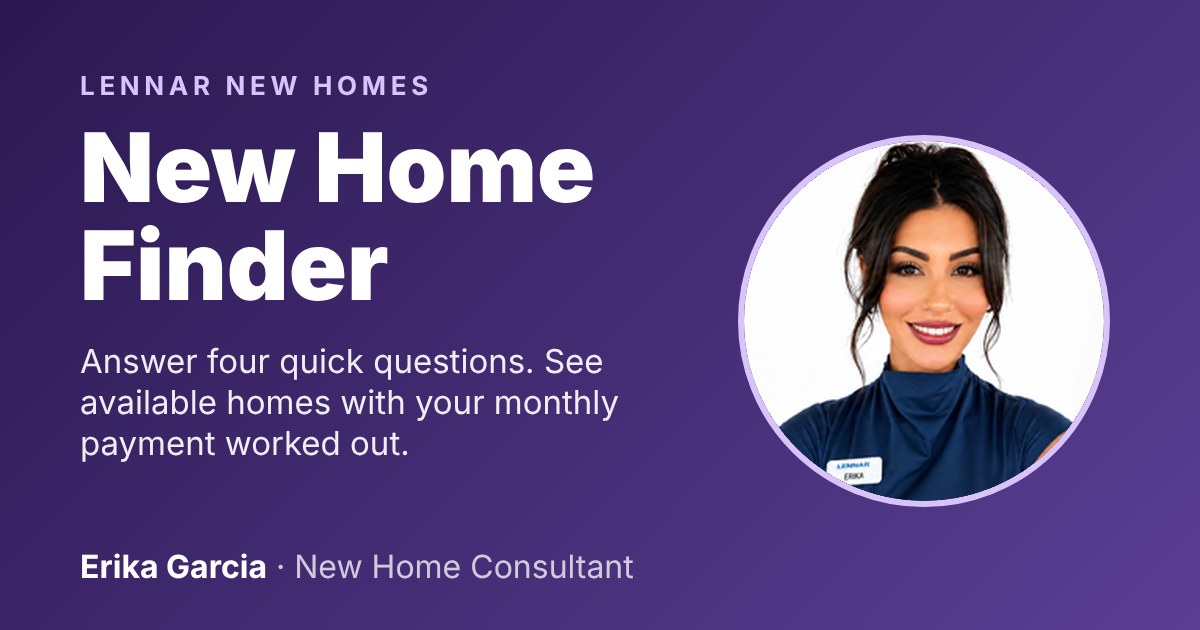 LENNAR NEW HOMES
New Home
Finder
Answer four quick questions. See
available homes with your monthly
payment worked out.
Erika Garcia · New Home Consultant
LENNAR
ERIKA